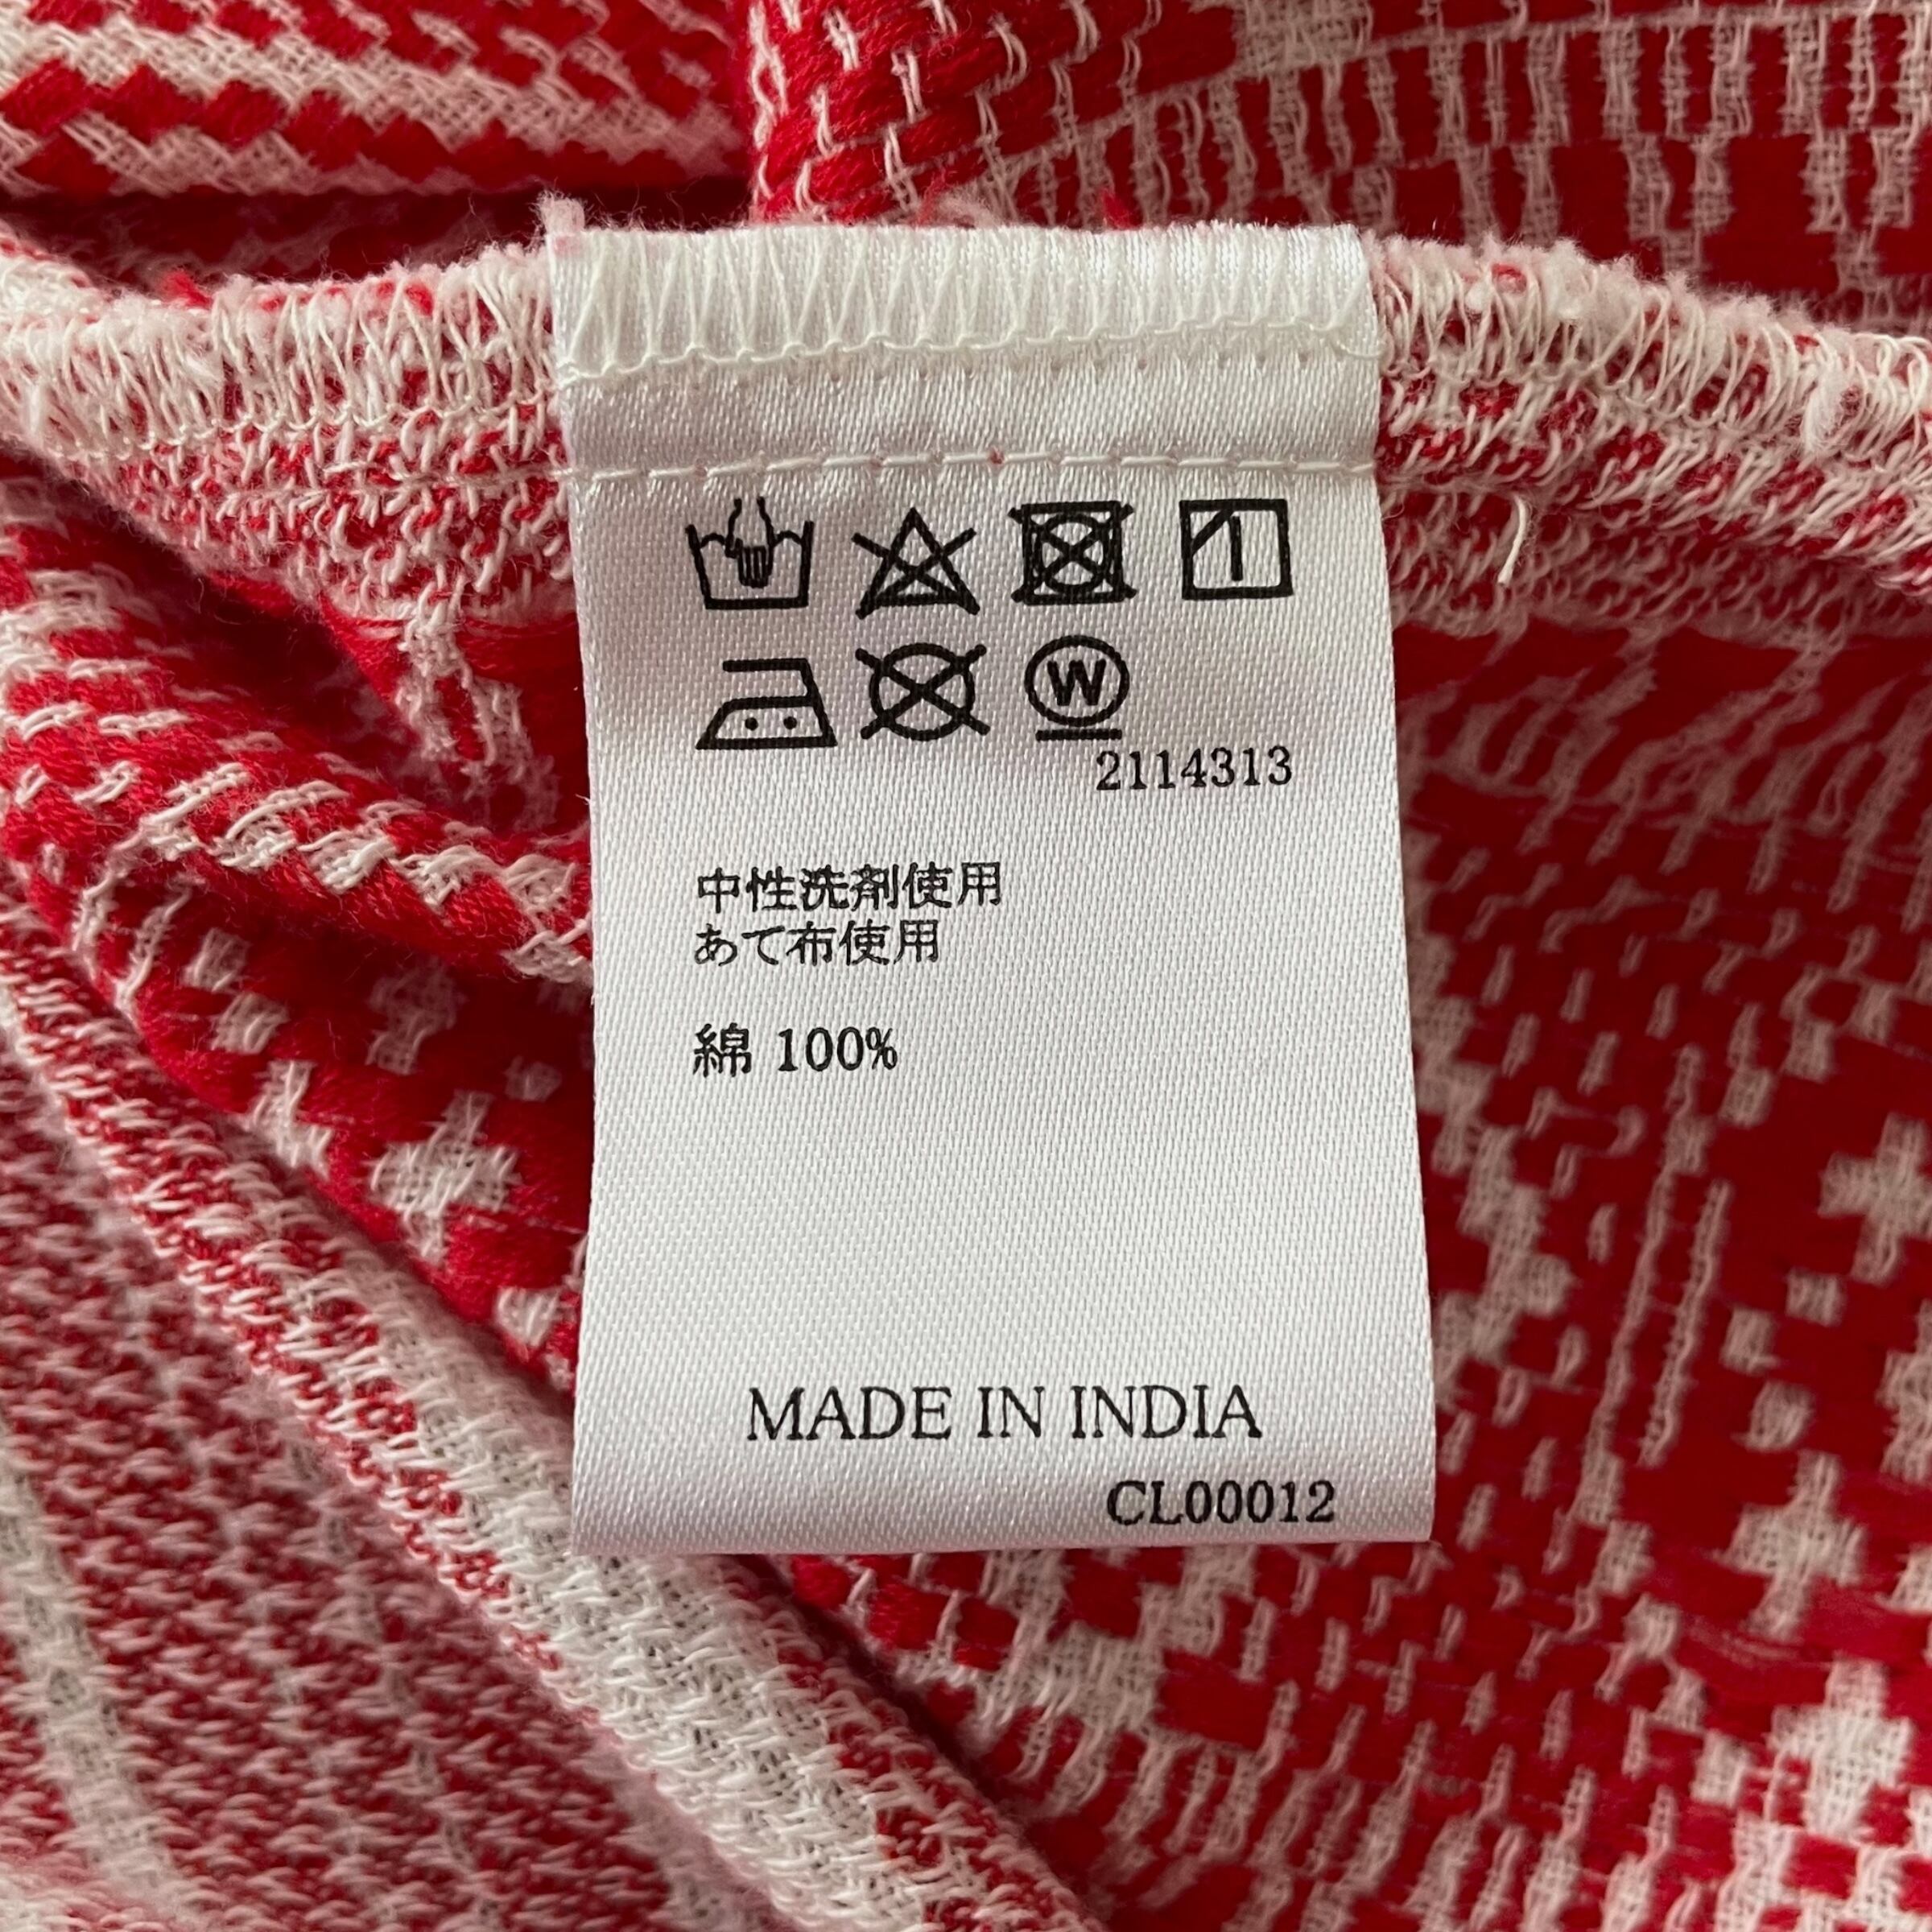 W
2114313
中性洗剤使用
あて布使用
綿 100%
MADE IN INDIA
CL00012